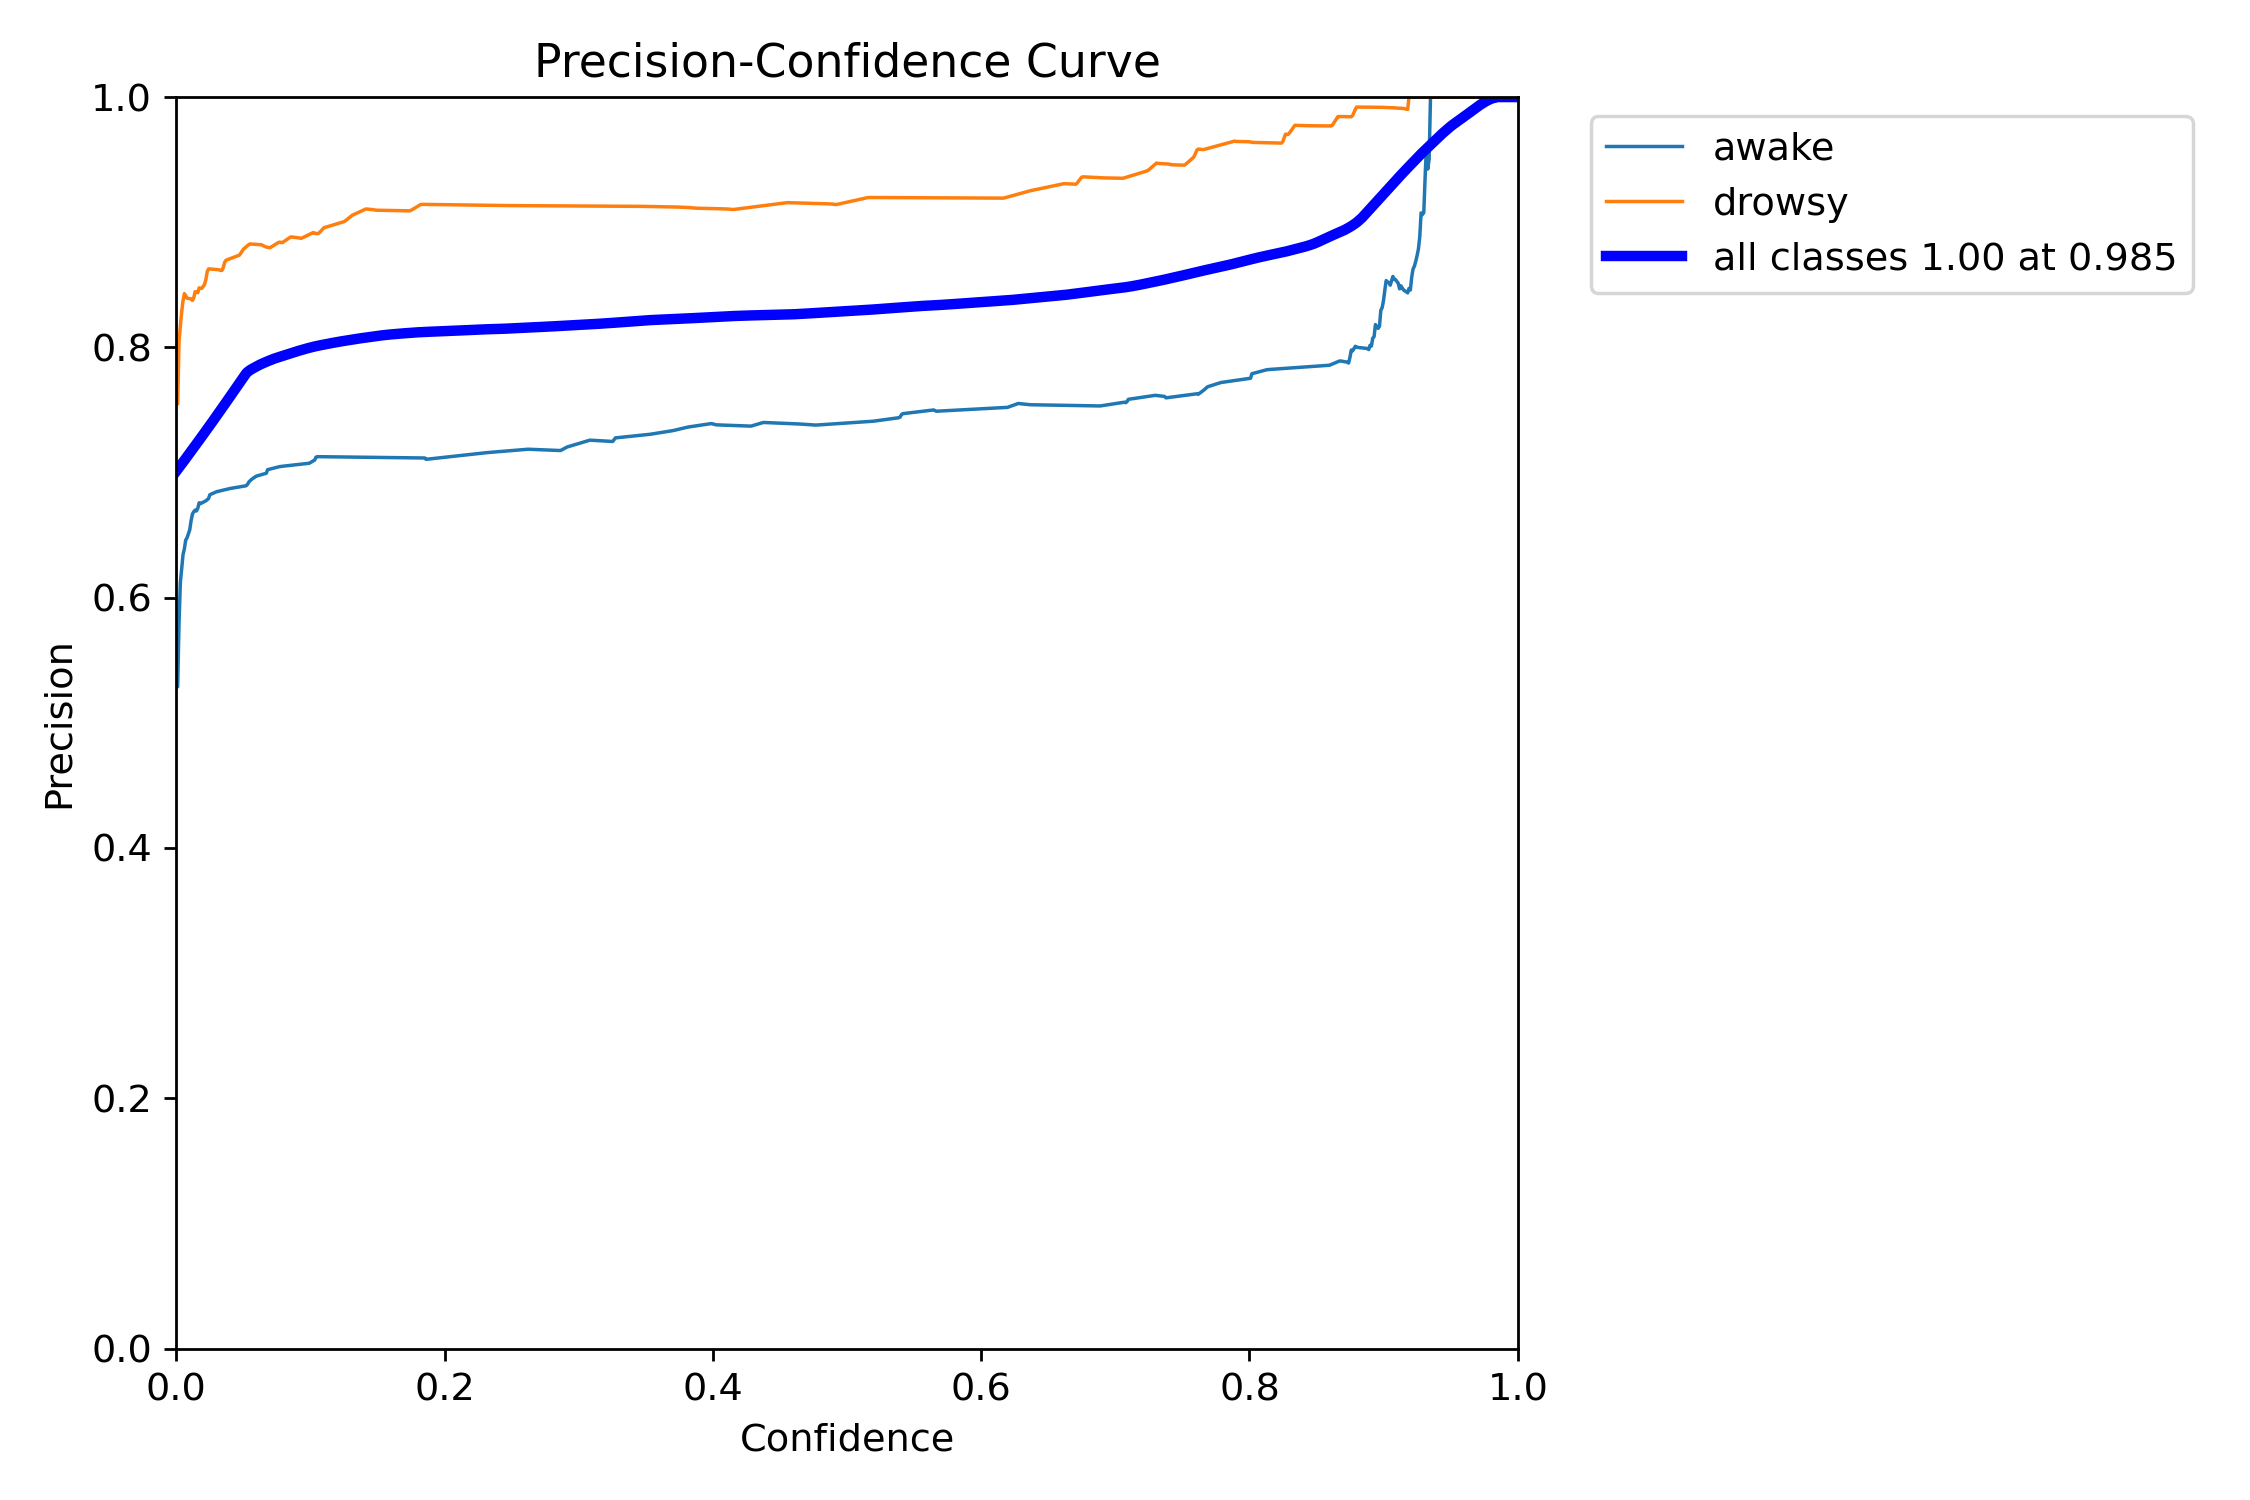 Precision-Confidence Curve
1.0
0.8
0.6
0.4
0.2
0.0
Precision
0.0 0.2 0.4 0.6 0.8 1.0
Confidence
awake
drowsy
all classes 1.00 at 0.985